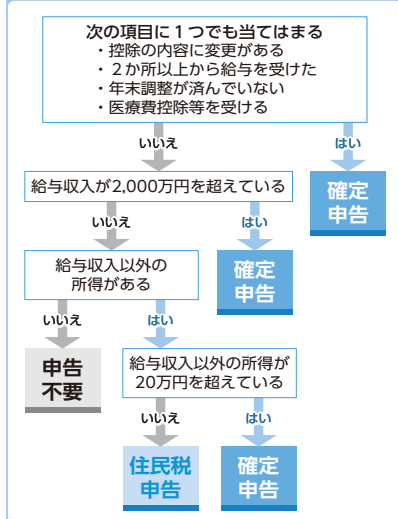 次の項目に1つでも当てはまる
・控除の内容に変更がある
・2か所以上から給与を受けた
・年末調整が済んでいない
・医療費控除等を受ける
いいえ
はい
給与収入が2,000万円を超えている
確定
申告
いいえ
はい
給与収入以外の
所得がある
確定
申告
いいえ
はい
申告
不要
給与収入以外の所得が
20万円を超えている
いいえ
はい
住民税
申告
確定
申告